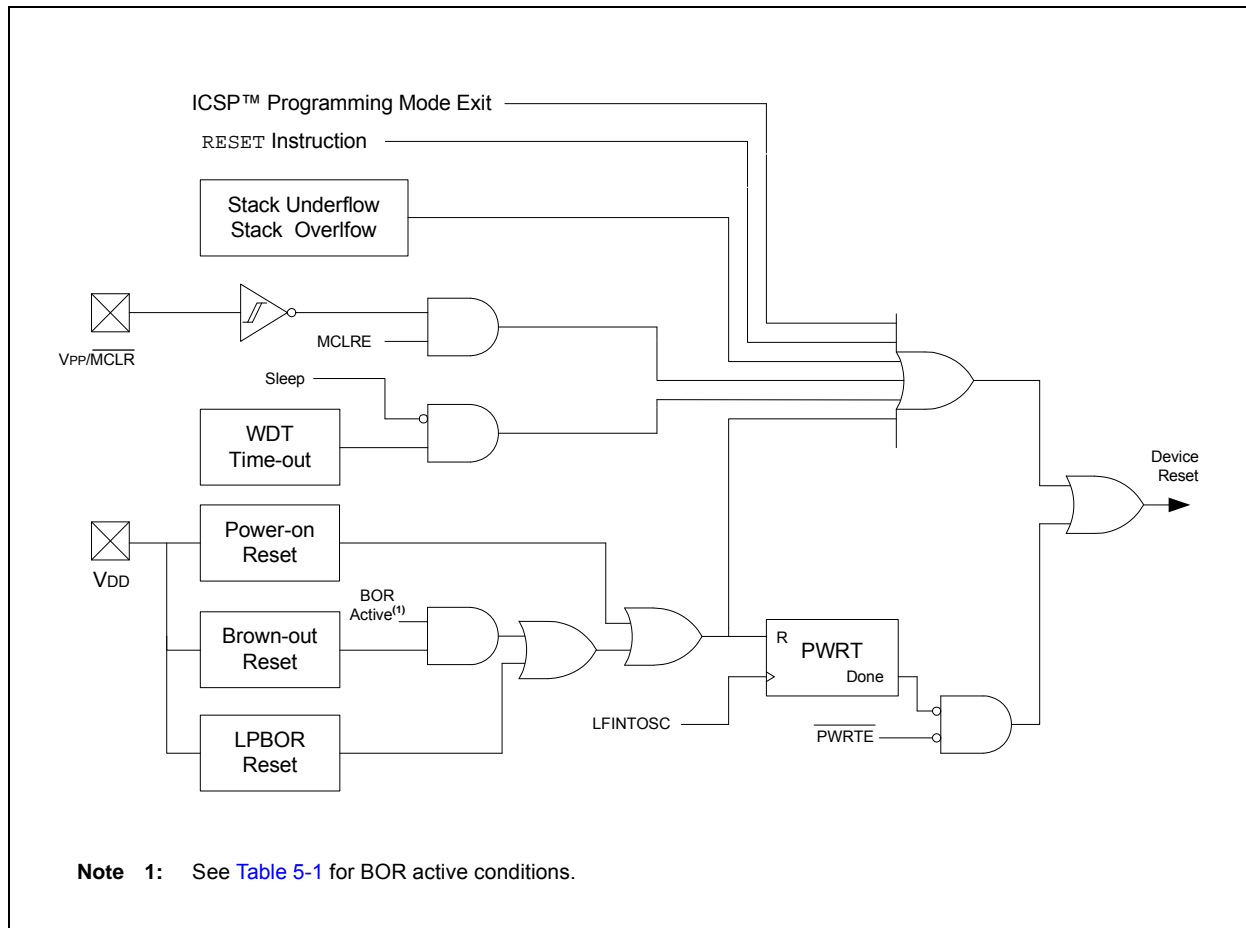 ICSP™ Programming Mode Exit
RESET Instruction
Stack Underflow
Stack Overlfow
VPP/MCLR
MCLRE
Sleep
WDT
Time-out
Device
Reset
VDD
Power-on
Reset
BOR
Active(1)
Brown-out
Reset
R
PWRT
Done
LFINTOSC
PWRTE
LPBOR
Reset
Note 1: See Table 5-1 for BOR active conditions.